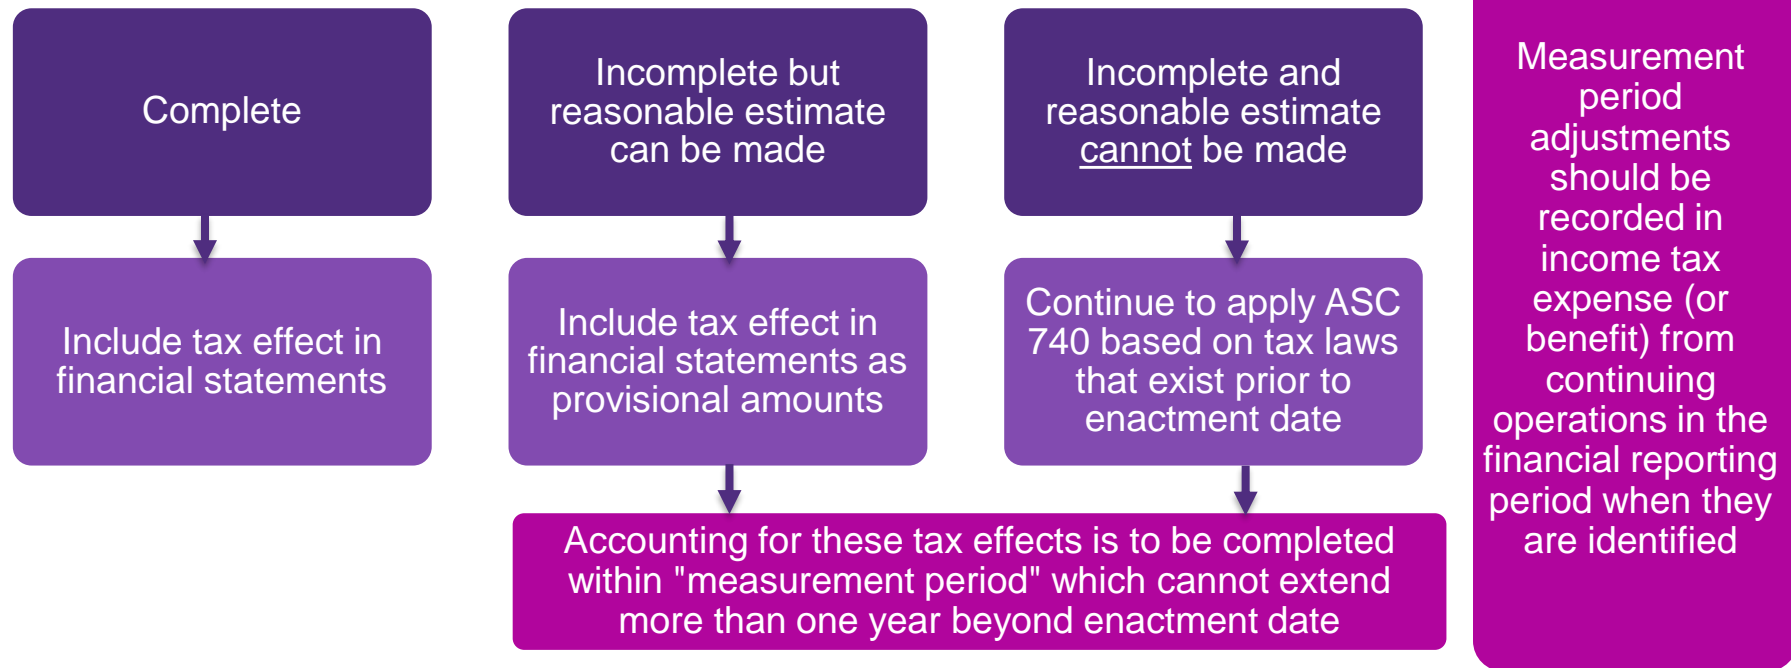 Complete
Include tax effect in
financial statements
Incomplete but
reasonable estimate
can be made
Include tax effect in
financial statements as
provisional amounts
Incomplete and
reasonable estimate
cannot be made
Continue to apply ASC
740 based on tax laws
that exist prior to
enactment date
Accounting for these tax effects is to be completed
within "measurement period" which cannot extend
more than one year beyond enactment date
Measurement
period
adjustments
should be
recorded in
income tax
expense (or
benefit) from
continuing
operations in the
financial reporting
period when they
are identified